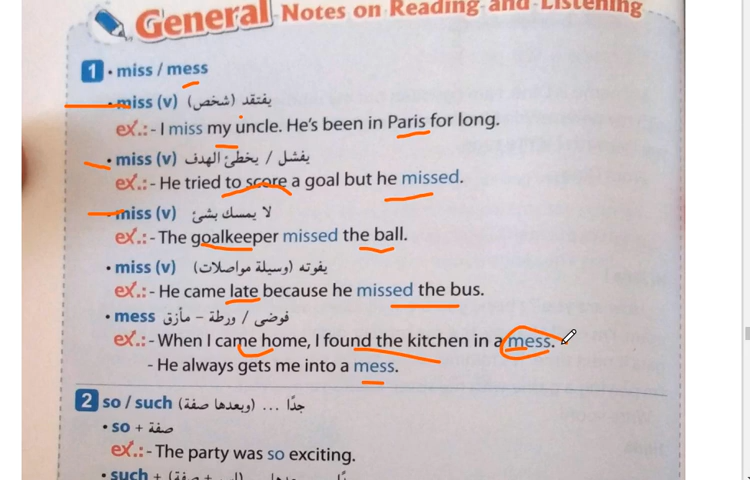 General Notes on Reading and Listening
1 • miss / mess
• miss (v) يفتقد (شخص)
ex.: - I miss my uncle. He's been in Paris for long.
• miss (v) يفشل / يخطئ الهدف
ex.: - He tried to score a goal but he missed.
• miss (v) لا يمسك بشئ
ex.: - The goalkeeper missed the ball.
• miss (v) يفوته (وسيلة مواصلات)
ex.: - He came late because he missed the bus.
• mess فوضى / ورطة – مأزق
ex.: - When I came home, I found the kitchen in a mess.
- He always gets me into a mess.
2 so / such جدًا ... (وبعدها صفة)
• so + صفة
ex.: - The party was so exciting.
• such +